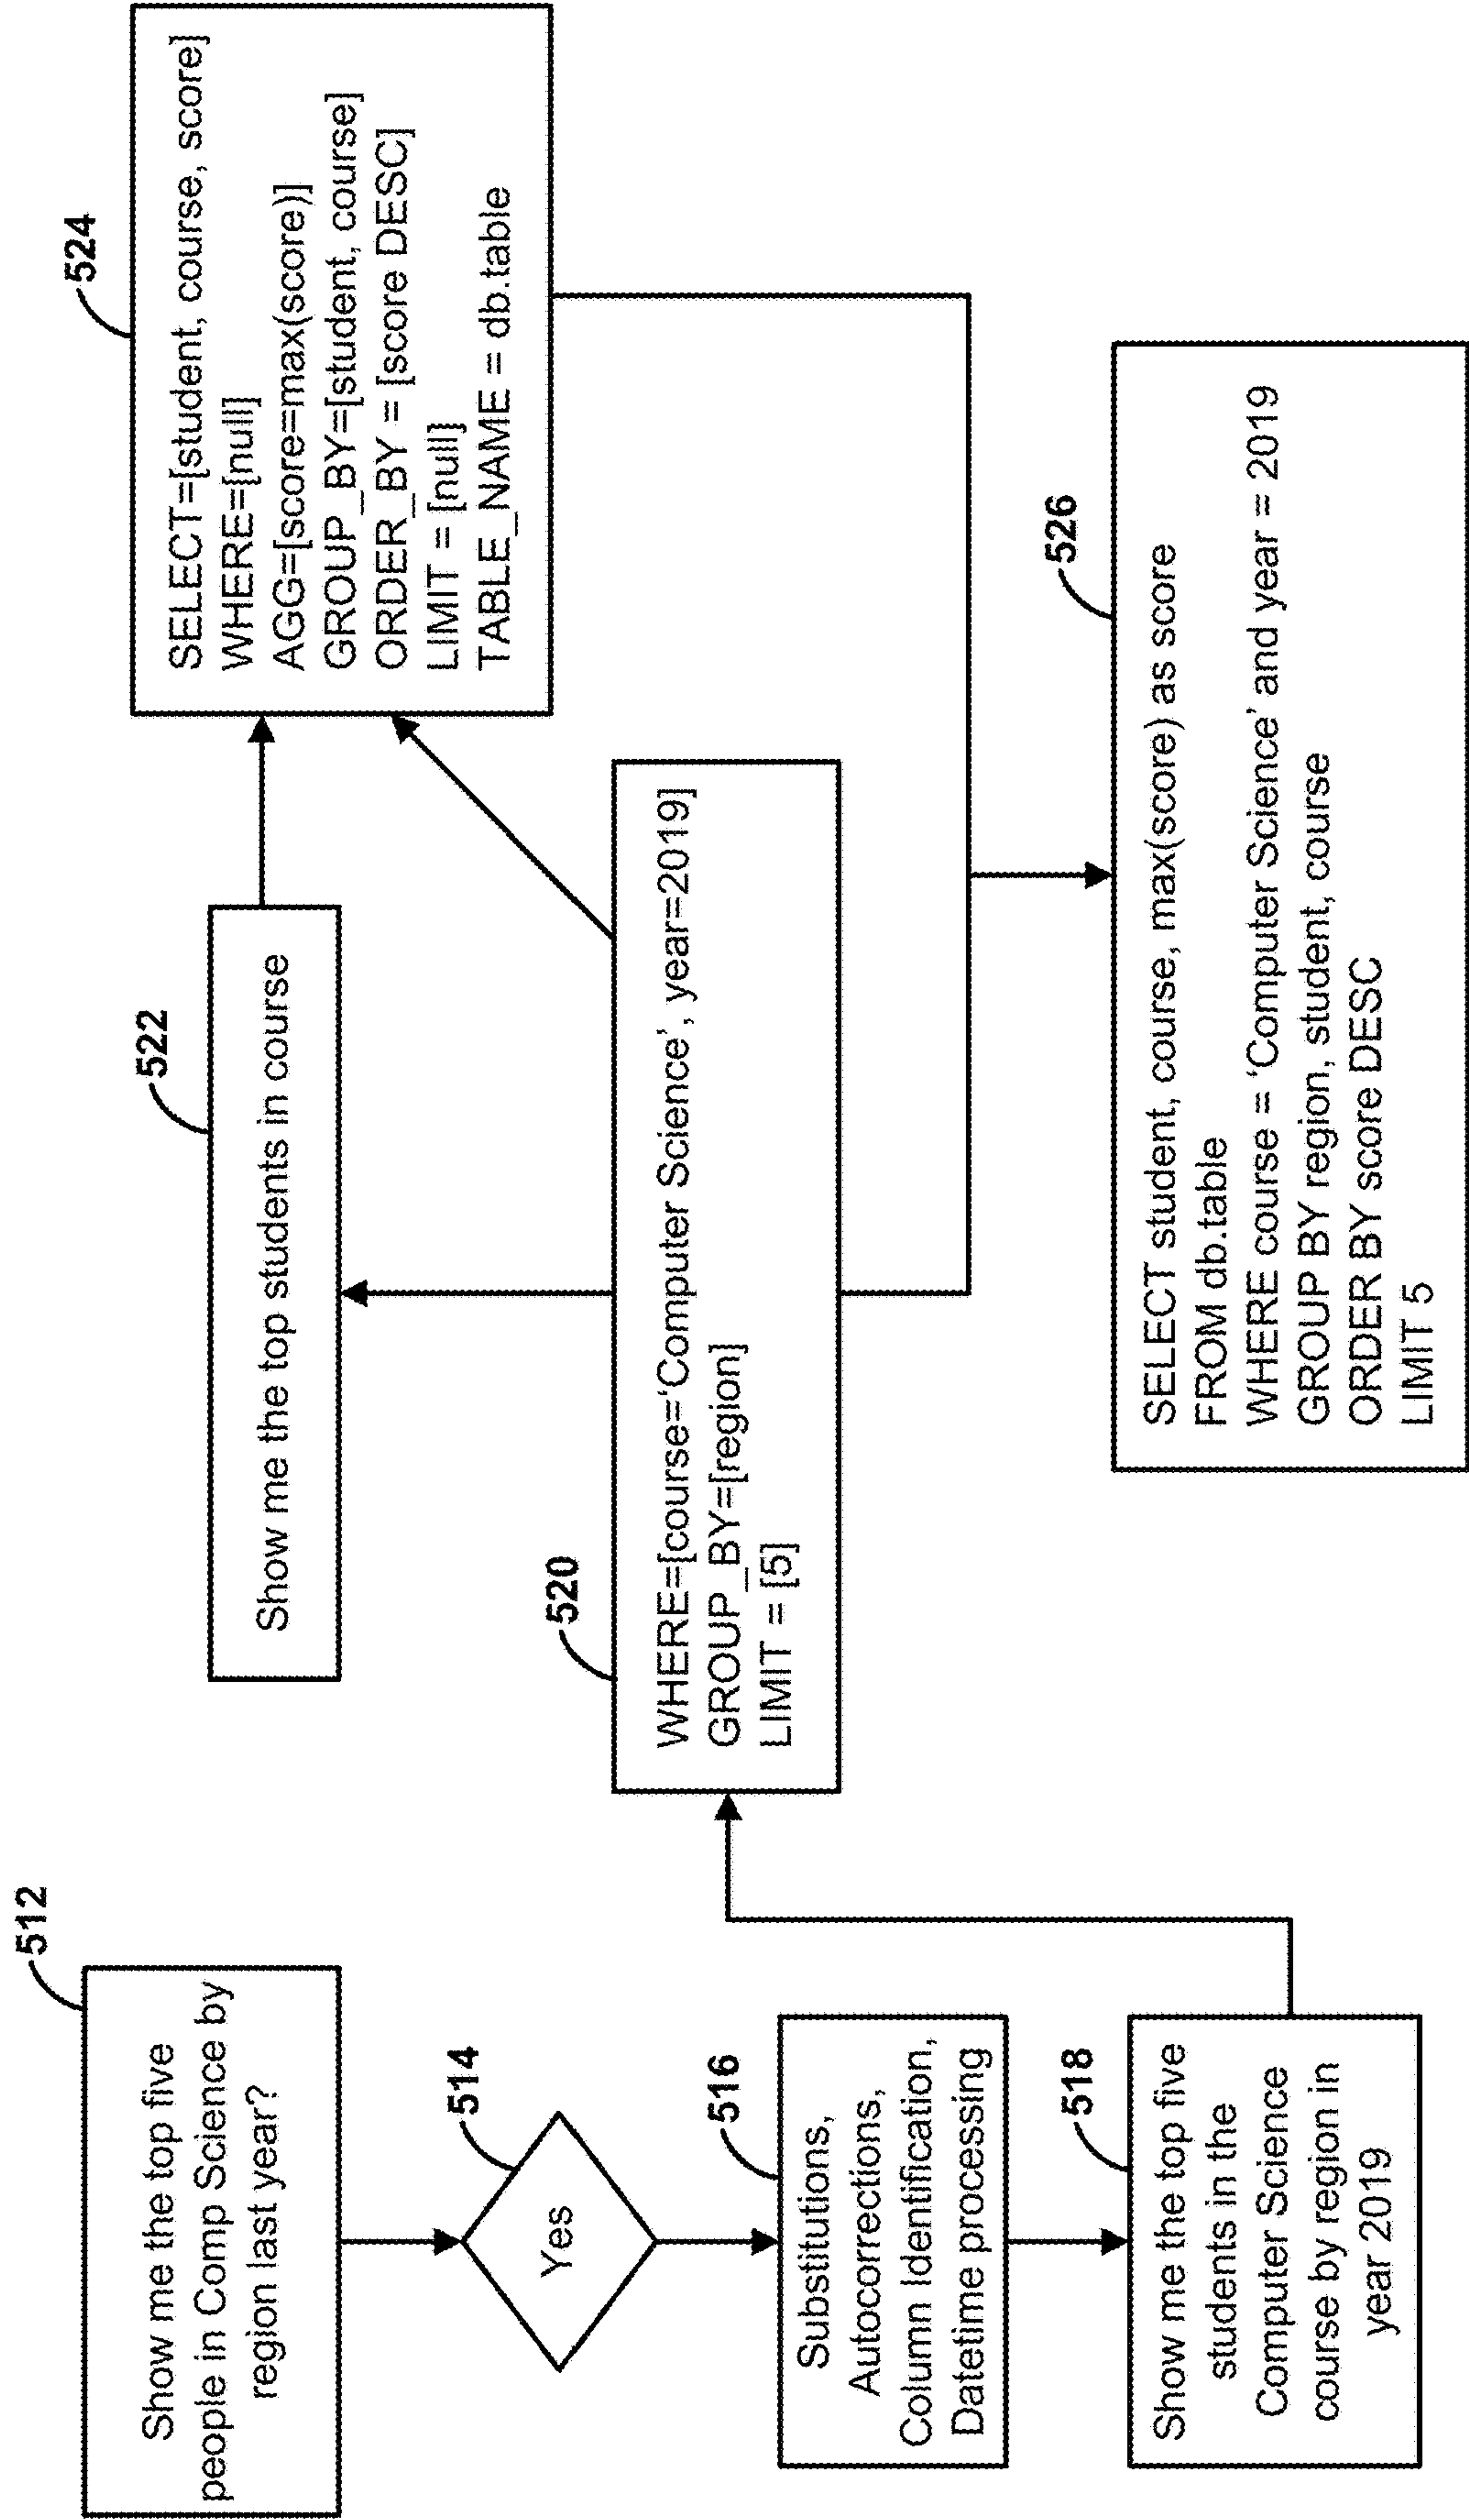 512
Show me the top five
people in Comp Science by
region last year?
514
Yes
516
Substitutions,
Autocorrections,
Column Identification,
Datetime processing
518
Show me the top five
students in the
Computer Science
course by region in
year 2019
520
WHERE=[course=‘Computer Science’, year=2019]
GROUP_BY=[region]
LIMIT = [5]
522
Show me the top students in course
524
SELECT=[student, course, score]
WHERE=[null]
AGG=[score=max(score)]
GROUP_BY=[student, course]
ORDER_BY = [score DESC]
LIMIT = [null]
TABLE_NAME = db.table
526
SELECT student, course, max(score) as score
FROM db.table
WHERE course = ‘Computer Science’ and year = 2019
GROUP BY region, student, course
ORDER BY score DESC
LIMIT 5